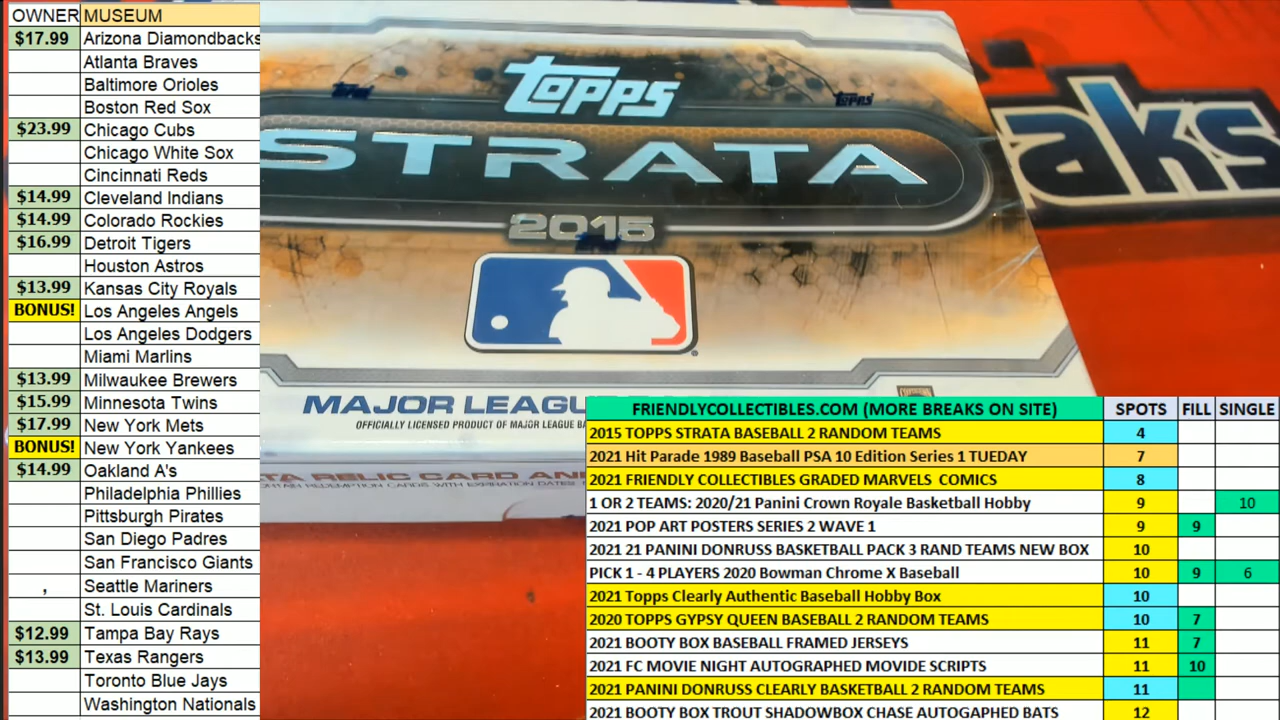 OWNER MUSEUM
$17.99 Arizona Diamondbacks
Atlanta Braves
Baltimore Orioles
Boston Red Sox
$23.99 Chicago Cubs
Chicago White Sox
Cincinnati Reds
$14.99 Cleveland Indians
$14.99 Colorado Rockies
$16.99 Detroit Tigers
Houston Astros
$13.99 Kansas City Royals
BONUS! Los Angeles Angels
Los Angeles Dodgers
Miami Marlins
$13.99 Milwaukee Brewers
$15.99 Minnesota Twins
$17.99 New York Mets
BONUS! New York Yankees
$14.99 Oakland A's
Philadelphia Phillies
Pittsburgh Pirates
San Diego Padres
San Francisco Giants
, Seattle Mariners
St. Louis Cardinals
$12.99 Tampa Bay Rays
$13.99 Texas Rangers
Toronto Blue Jays
Washington Nationals
Topps
Topps Topps
STRATA
2015
MAJOR LEAGU
OFFICIALLY LICENSED PRODUCT OF MAJOR LEAGUE BA
TA RELIC CARD AN
REDEMPTION CARDS WITH EXPIRATION DATES
aks
FRIENDLYCOLLECTIBLES.COM (MORE BREAKS ON SITE) SPOTS FILL SINGLE
2015 TOPPS STRATA BASEBALL 2 RANDOM TEAMS 4
2021 Hit Parade 1989 Baseball PSA 10 Edition Series 1 TUEDAY 7
2021 FRIENDLY COLLECTIBLES GRADED MARVELS COMICS 8
1 OR 2 TEAMS: 2020/21 Panini Crown Royale Basketball Hobby 9 10
2021 POP ART POSTERS SERIES 2 WAVE 1 9 9
2021 21 PANINI DONRUSS BASKETBALL PACK 3 RAND TEAMS NEW BOX 10
PICK 1 - 4 PLAYERS 2020 Bowman Chrome X Baseball 10 9 6
2021 Topps Clearly Authentic Baseball Hobby Box 10
2020 TOPPS GYPSY QUEEN BASEBALL 2 RANDOM TEAMS 10 7
2021 BOOTY BOX BASEBALL FRAMED JERSEYS 11 7
2021 FC MOVIE NIGHT AUTOGRAPHED MOVIDE SCRIPTS 11 10
2021 PANINI DONRUSS CLEARLY BASKETBALL 2 RANDOM TEAMS 11
2021 BOOTY BOX TROUT SHADOWBOX CHASE AUTOGAPHED BATS 12